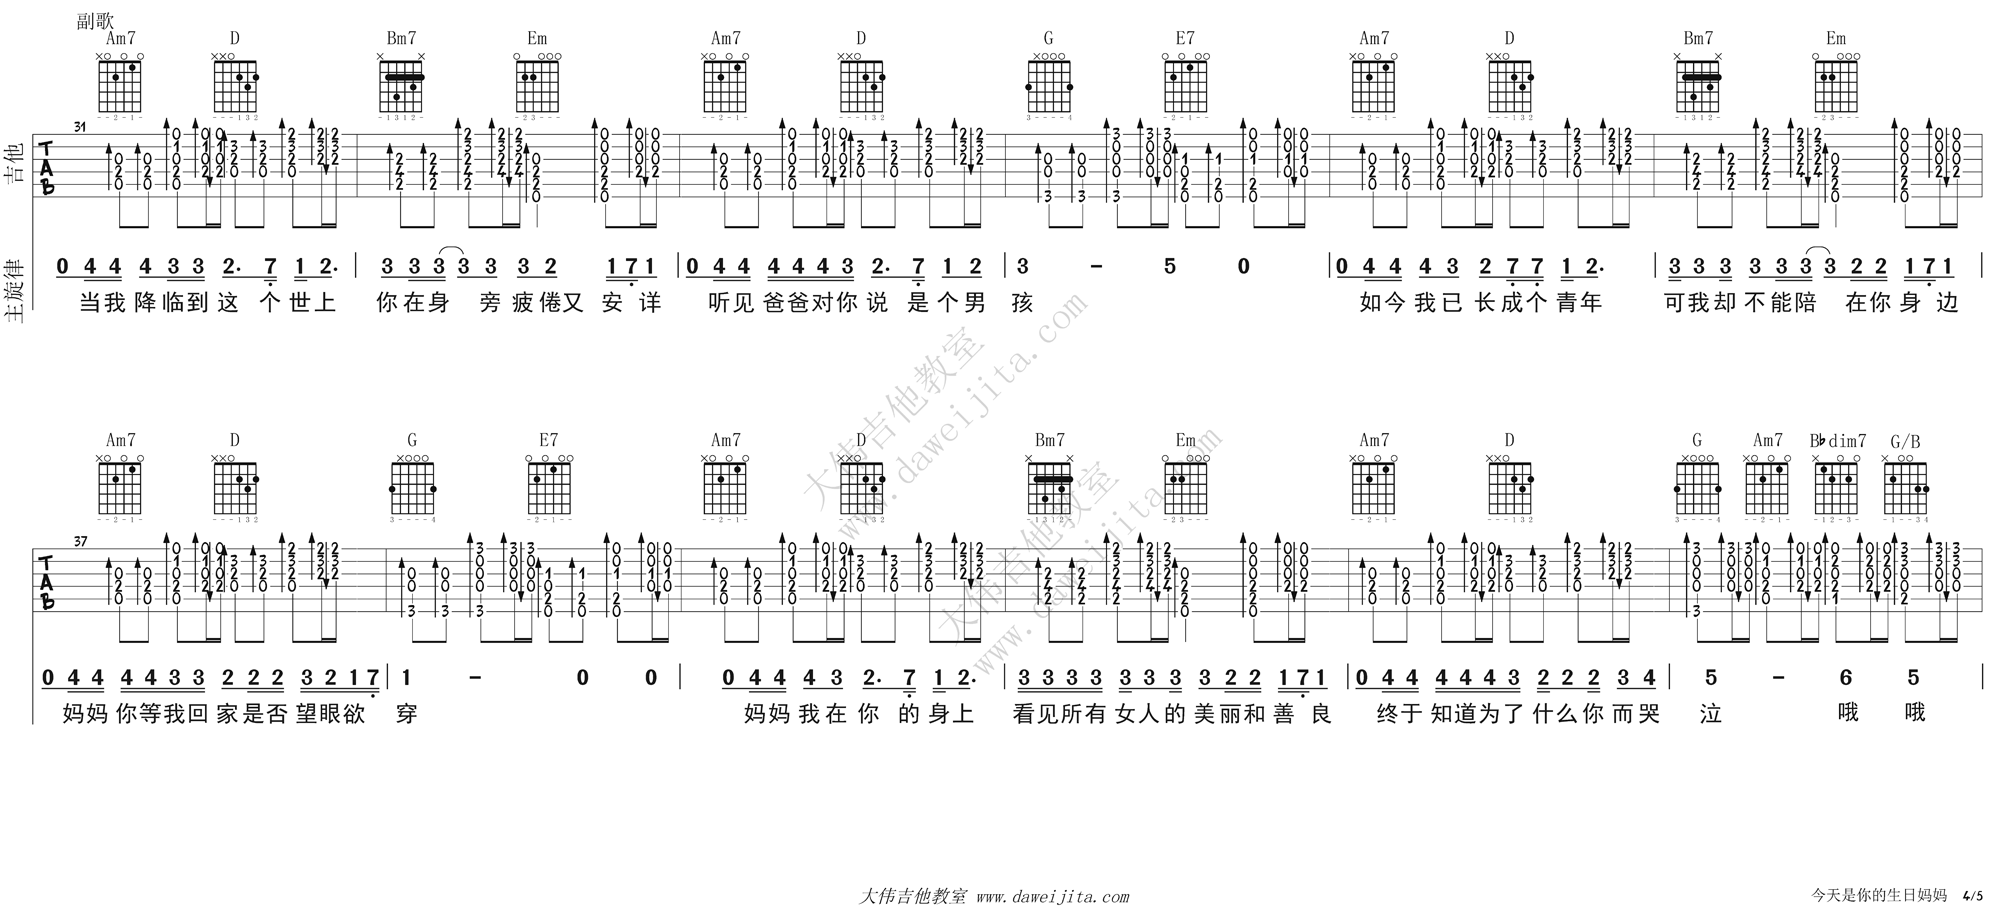 副歌
Am7 D Bm7 Em Am7 D G E7 Am7 D Bm7 Em
31
吉他
TAB
主旋律
0 4 4 4 3 3 2. 7 1 2. | 3 3 3 3 3 3 2 1 7 1 | 0 4 4 4 4 4 3 2. 7 1 2 | 3 - 5 0 | 0 4 4 4 3 2 7 7 1 2. | 3 3 3 3 3 3 3 2 2 1 7 1 |
当我降临到这个世上 你在身旁疲倦又安详 听见爸爸对你说是个男孩 如今我已长成个青年 可我却不能陪在你身边
Am7 D G E7 Am7 D Bm7 Em Am7 D G Am7 B♭dim7 G/B
37
TAB
0 4 4 4 4 3 3 2 2 2 3 2 1 7 | 1 - 0 0 | 0 4 4 4 4 3 2. 7 1 2. | 3 3 3 3 3 3 3 3 2 2 1 7 1 | 0 4 4 4 4 4 3 2 2 2 3 4 | 5 - 6 5 |
妈妈你等我回家是否望眼欲穿 妈妈我在你的身上 看见所有女人的美丽和善良 终于知道为了什么你而哭泣 哦 哦
大伟吉他教室
www.daweijita.com
大伟吉他教室
www.daweijita.com
大伟吉他教室 www.daweijita.com
今天是你的生日妈妈 4/5